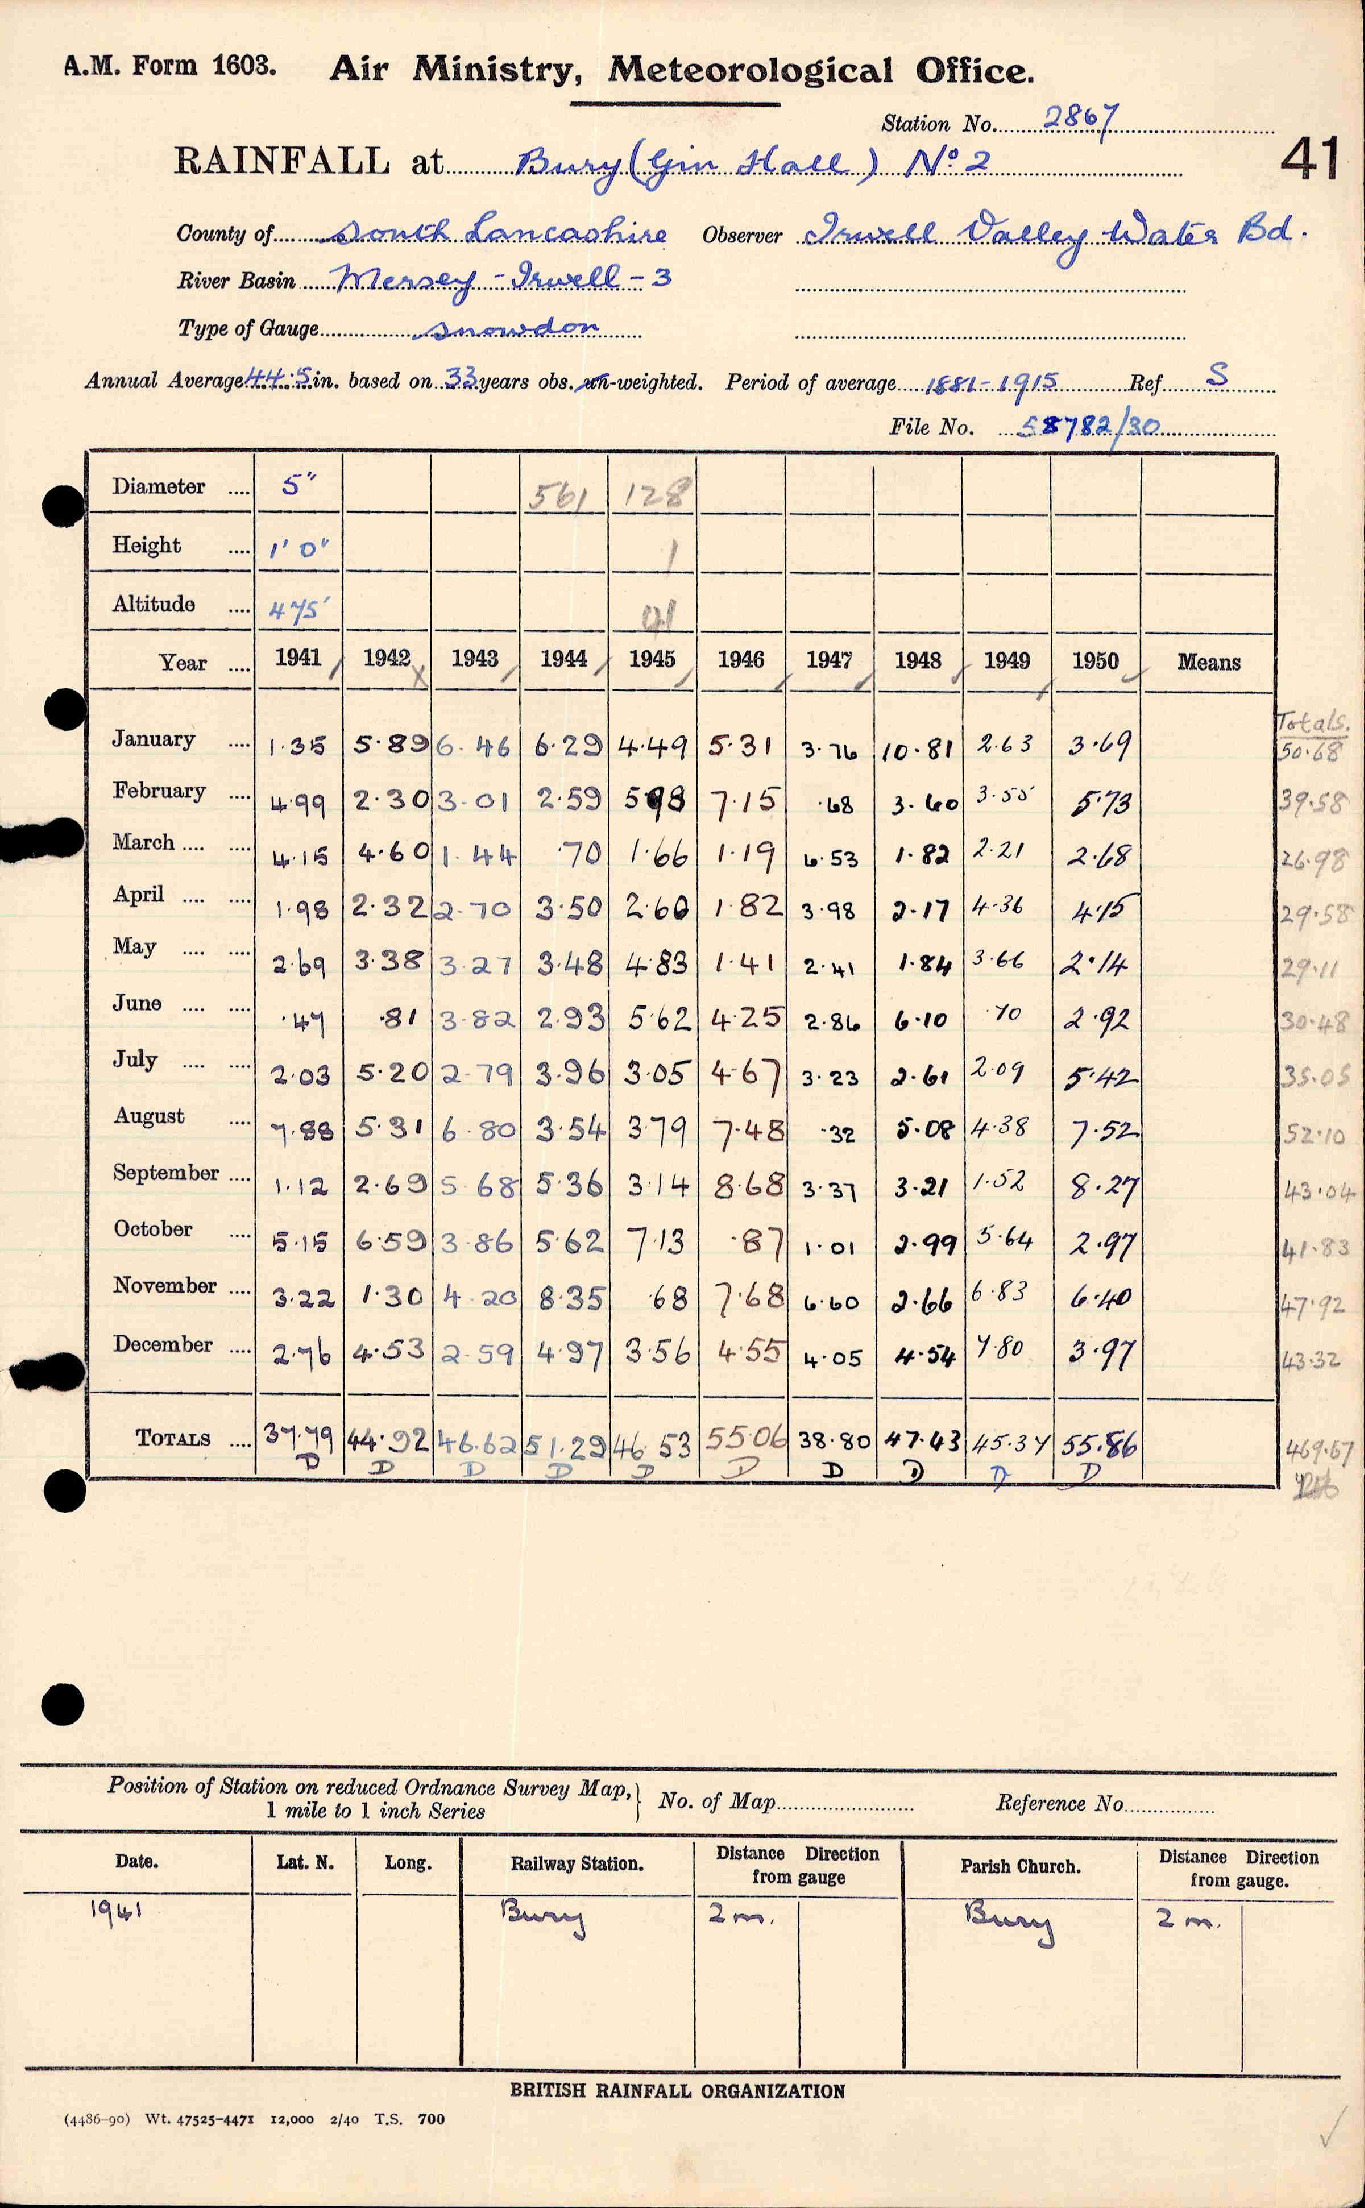 A.M. Form 1603. Air Ministry, Meteorological Office.
Station No. 2867
41
RAINFALL at Bury (Gin Hall) No. 2
County of South Lancashire Observer Irwell Valley Water Bd.
River Basin Mersey - Irwell - 3
Type of Gauge Snowdon
Annual Average 44.5 in. based on 33 years obs. un-weighted. Period of average 1881-1915 Ref S
File No. 58782/30
Diameter .... 5" 561 128
Height .... 1' 0" 1
Altitude .... 475'
Year .... 1941 1942 1943 1944 1945 1946 1947 1948 1949 1950 Means
Totals.
January .... 1.35 5.89 6.46 6.29 4.49 5.31 3.76 10.81 2.63 3.69 50.68
February .... 4.99 2.30 3.01 2.59 5.98 7.15 .68 3.60 3.55 5.73 39.58
March .... .... 4.15 4.60 1.44 .70 1.66 1.19 6.53 1.82 2.21 2.68 26.98
April .... .... 1.98 2.32 2.70 3.50 2.60 1.82 3.98 2.17 4.36 4.15 29.58
May .... .... 2.69 3.38 3.27 3.48 4.83 1.41 2.41 1.84 3.66 2.14 29.11
June .... .... .47 .81 3.82 2.93 5.62 4.25 2.86 6.10 .70 2.92 30.48
July .... .... 2.03 5.20 2.79 3.96 3.05 4.67 3.23 2.61 2.09 5.42 35.05
August .... 7.88 5.31 6.80 3.54 3.79 7.48 .32 5.08 4.38 7.52 52.10
September .... 1.12 2.69 5.68 5.36 3.14 8.68 3.37 3.21 1.52 8.27 43.04
October .... 5.15 6.59 3.86 5.62 7.13 .87 1.01 2.99 5.64 2.97 41.83
November .... 3.22 1.30 4.20 8.35 .68 7.68 6.60 2.66 6.83 6.40 47.92
December .... 2.76 4.53 2.59 4.97 3.56 4.55 4.05 4.54 7.80 3.97 43.32
TOTALS .... 37.79 44.92 46.62 51.29 46.53 55.06 38.80 47.43 45.37 55.86 469.67
D D D D D D D D D D
Position of Station on reduced Ordnance Survey Map, 1 mile to 1 inch Series } No. of Map Reference No.
Date. Lat. N. Long. Railway Station. Distance Direction from gauge Parish Church. Distance Direction from gauge.
1941 Bury 2 m. Bury 2 m.
BRITISH RAINFALL ORGANIZATION
(4486-90) Wt. 47525-4471 12,000 2/40 T.S. 700